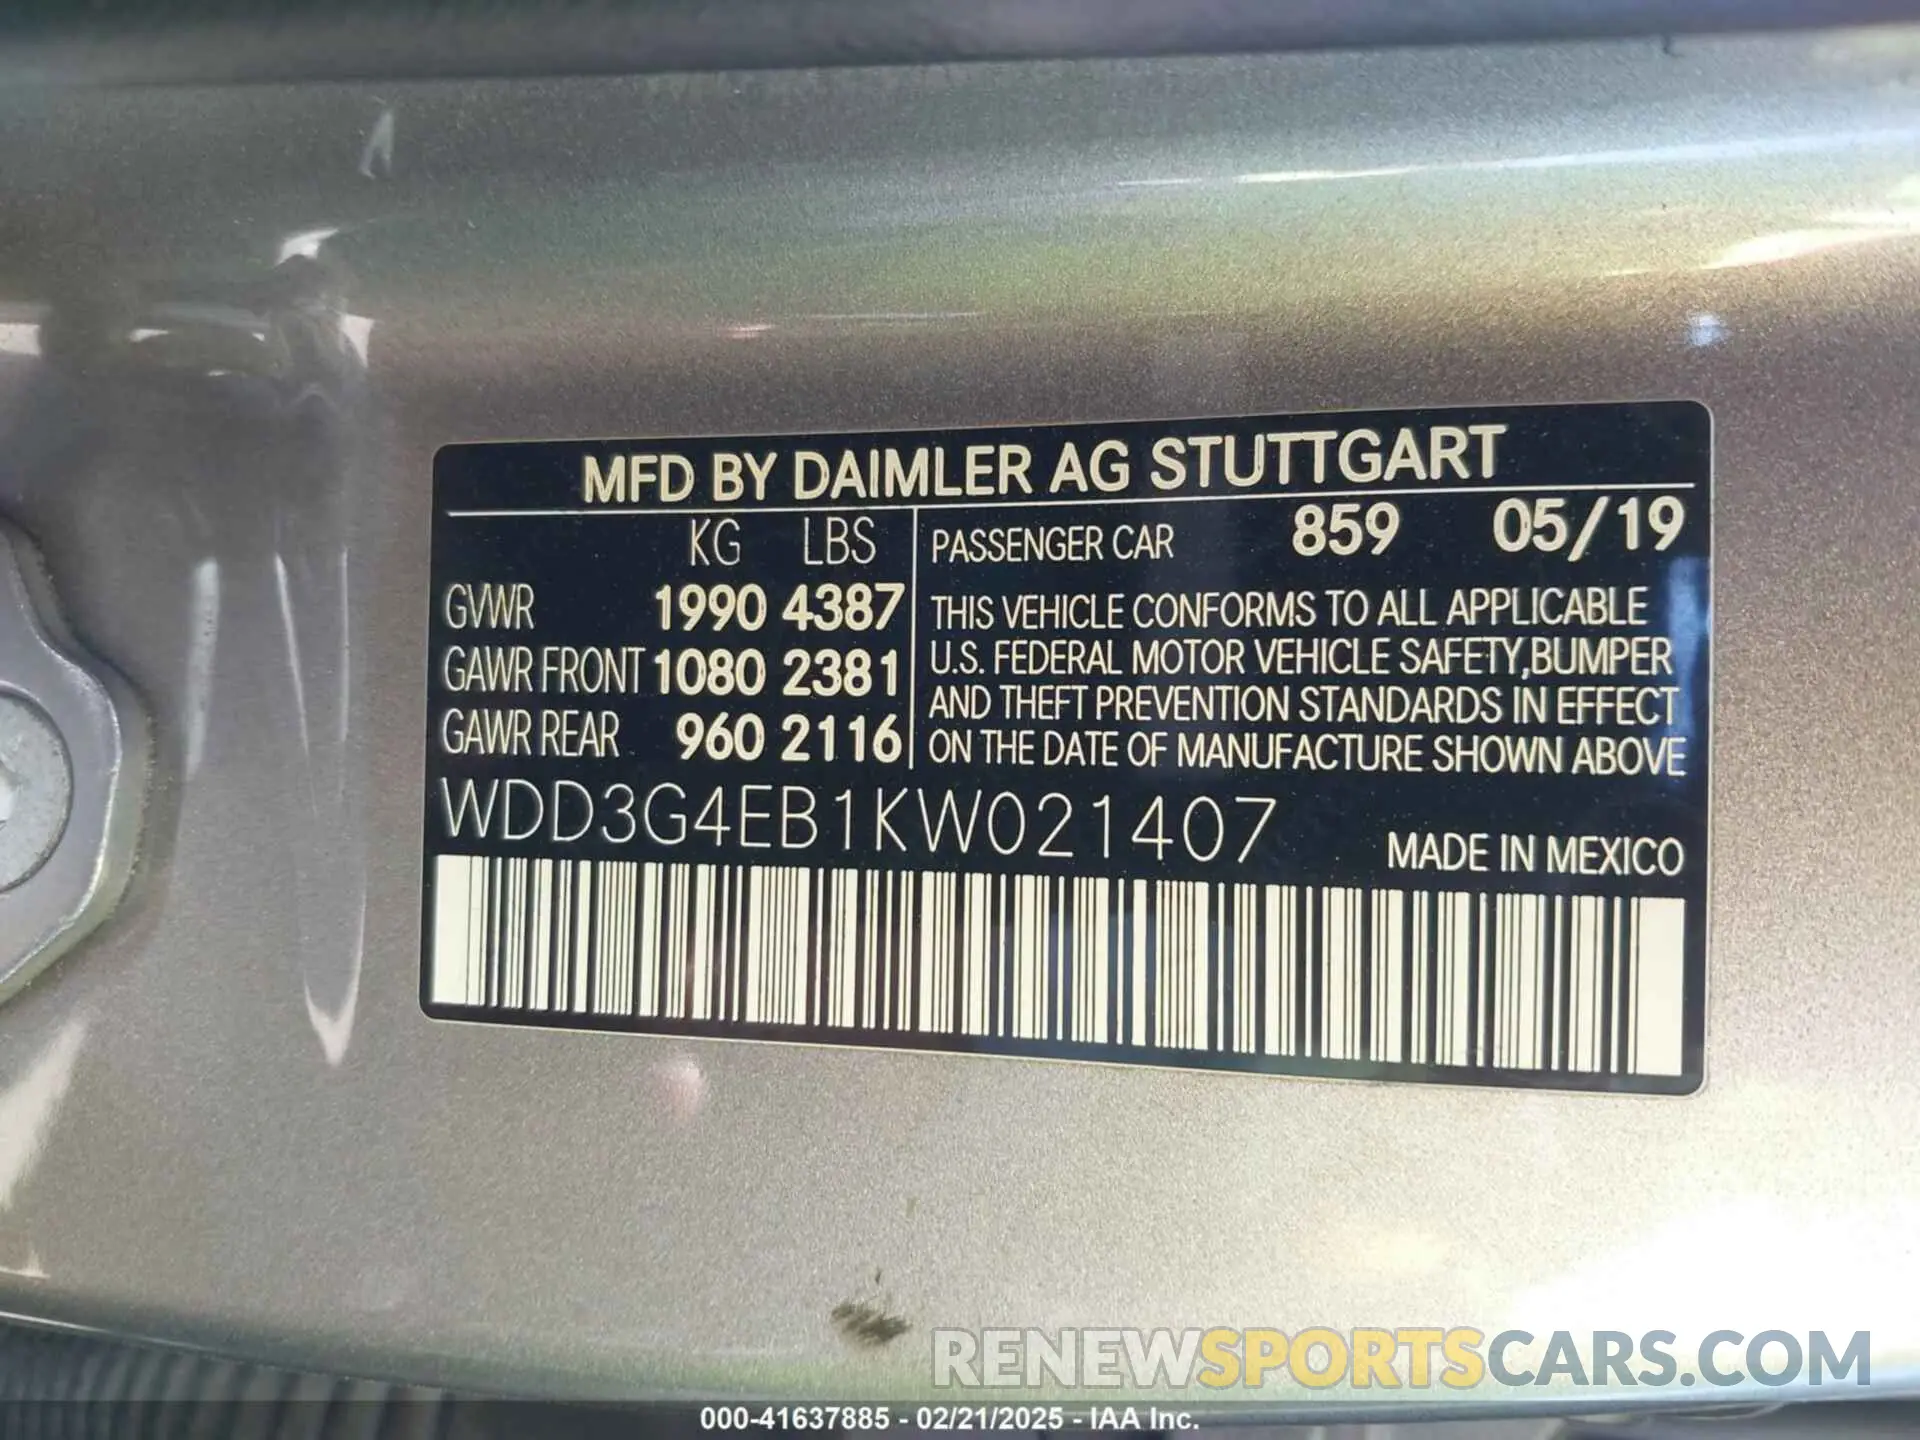 MFD BY DAIMLER AG STUTTGART
KG LBS
GVWR 1990 4387
GAWR FRONT 1080 2381
GAWR REAR 960 2116
PASSENGER CAR 859 05/19
THIS VEHICLE CONFORMS TO ALL APPLICABLE
U.S. FEDERAL MOTOR VEHICLE SAFETY,BUMPER
AND THEFT PREVENTION STANDARDS IN EFFECT
ON THE DATE OF MANUFACTURE SHOWN ABOVE
WDD3G4EB1KW021407
MADE IN MEXICO
RENEWSPORTSCARS.COM
000-41637885 - 02/21/2025 - IAA Inc.